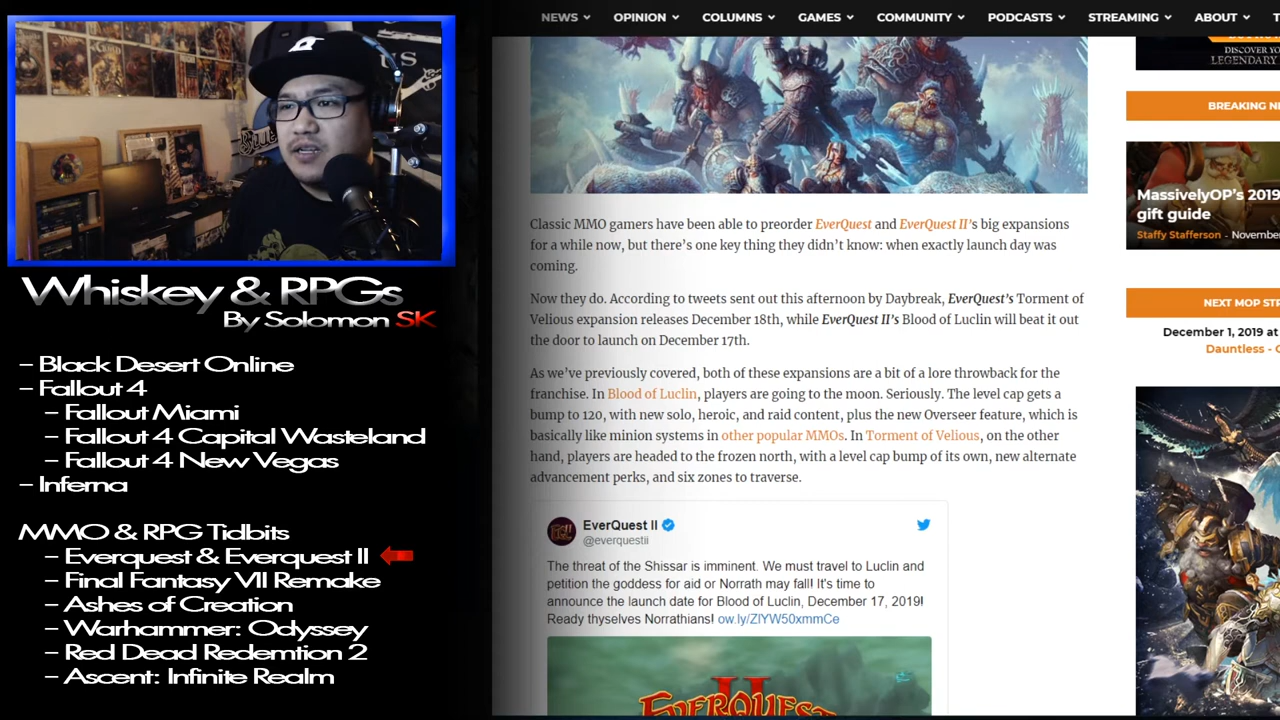 NEWS OPINION COLUMNS GAMES COMMUNITY PODCASTS STREAMING ABOUT
US
Whiskey & RPGs
By Solomon SK
- Black Desert Online
- Fallout 4
- Fallout Miami
- Fallout 4 Capital Wasteland
- Fallout 4 New Vegas
- Inferna
MMO & RPG Tidbits
- Everquest & Everquest II
- Final Fantasy VII Remake
- Ashes of Creation
- Warhammer: Odyssey
- Red Dead Redemtion 2
- Ascent: Infinite Realm
Classic MMO gamers have been able to preorder EverQuest and EverQuest II's big expansions
for a while now, but there's one key thing they didn't know: when exactly launch day was
coming.
Now they do. According to tweets sent out this afternoon by Daybreak, EverQuest's Torment of
Velious expansion releases December 18th, while EverQuest II's Blood of Luclin will beat it out
the door to launch on December 17th.
As we've previously covered, both of these expansions are a bit of a lore throwback for the
franchise. In Blood of Luclin, players are going to the moon. Seriously. The level cap gets a
bump to 120, with new solo, heroic, and raid content, plus the new Overseer feature, which is
basically like minion systems in other popular MMOs. In Torment of Velious, on the other
hand, players are headed to the frozen north, with a level cap bump of its own, new alternate
advancement perks, and six zones to traverse.
EverQuest II
@everquestii
The threat of the Shissar is imminent. We must travel to Luclin and
petition the goddess for aid or Norrath may fall! It's time to
announce the launch date for Blood of Luclin, December 17, 2019!
Ready thyselves Norrathians! ow.ly/ZlYW50xmmCe
II
EVERQUEST
DISCOVER YO
LEGENDARY
BREAKING NE
MassivelyOP's 2019
gift guide
Staffy Stafferson - Novembe
NEXT MOP STR
December 1, 2019 at
Dauntless - C